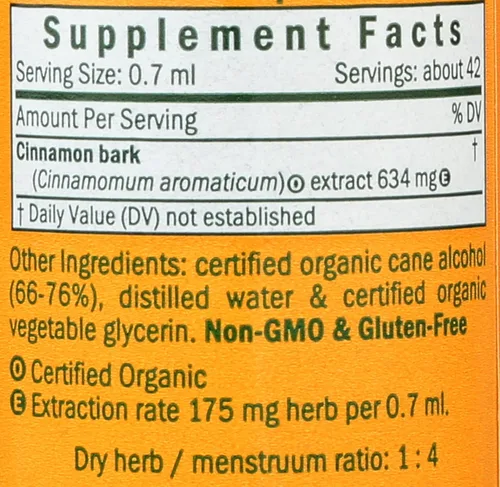 Supplement Facts
Serving Size: 0.7 ml Servings: about 42
Amount Per Serving % DV
Cinnamon bark †
(Cinnamomum aromaticum)Ⓞ extract 634 mgⒺ
† Daily Value (DV) not established
Other Ingredients: certified organic cane alcohol
(66-76%), distilled water & certified organic
vegetable glycerin. Non-GMO & Gluten-Free
Ⓞ Certified Organic
Ⓔ Extraction rate 175 mg herb per 0.7 ml.
Dry herb / menstruum ratio: 1 : 4